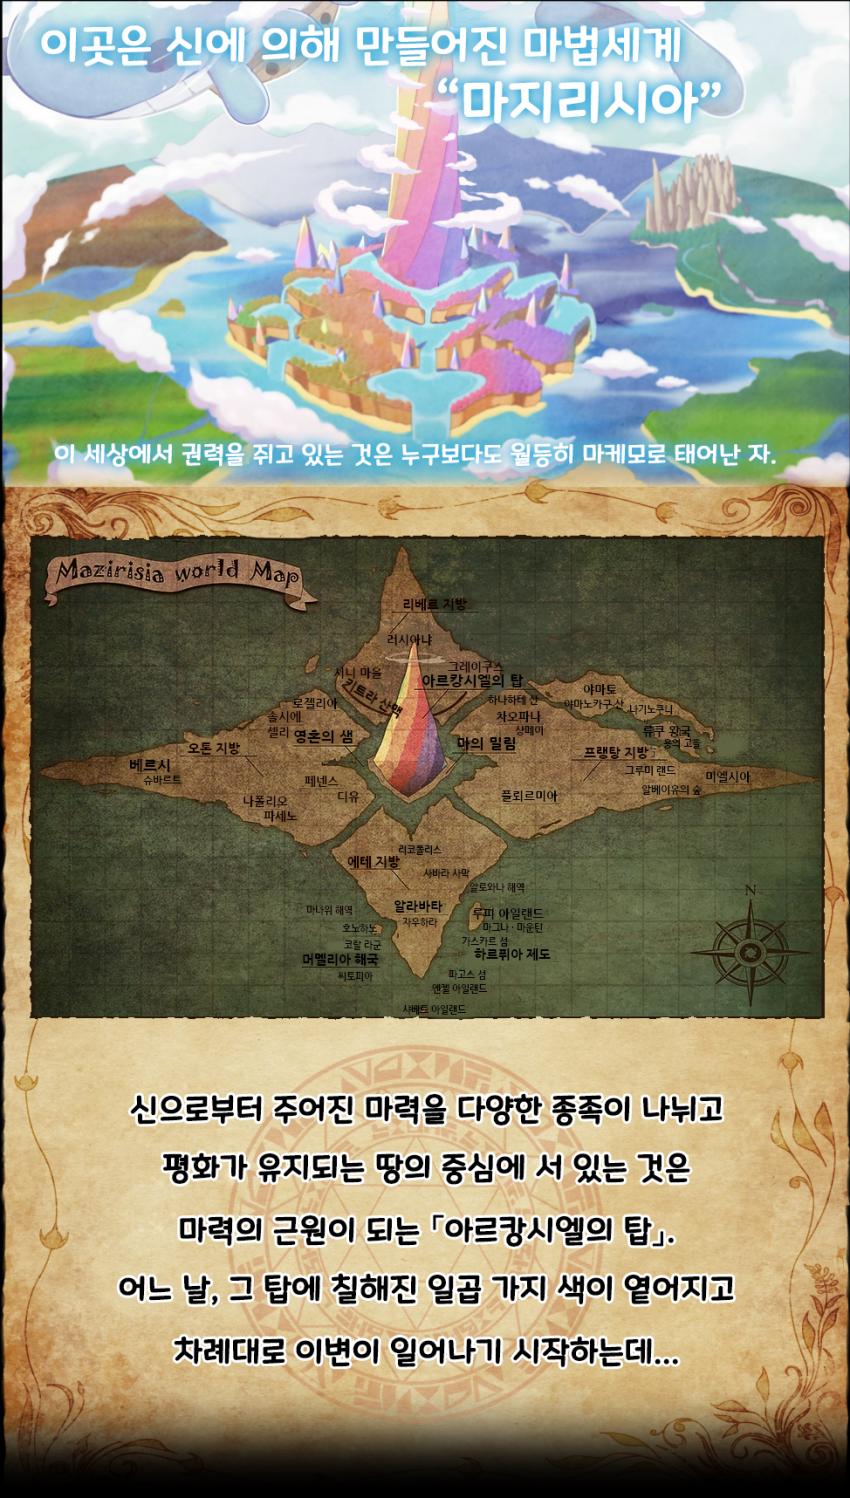 이곳은 신에 의해 만들어진 마법세계
“마지리시아”
이 세상에서 권력을 쥐고 있는 것은 누구보다도 월등히 마케모로 태어난 자.
Mazirisia world Map
리베르 지방
러시아냐
시니 마을
그레이구스
키트라 산맥
아르캉시엘의 탑
로젤리아
하나하테 산
야마토
솔시에
차오파나
야마노카구 산
나기노쿠니
셀리
영혼의 샘
샹메이
류쿠 왕국
오톤 지방
마의 밀림
용의 고들
베르시
프랭탕 지방
슈바르트
페넨스
그루미 랜드
미엘시아
나폴리오
디유
플뢰르미아
알베이유의 숲
파세노
리코폴리스
에테 지방
사바라 사막
알로와나 해역
마나위 해역
알라바타
루피 아일랜드
호노하노
자우하라
마그나 · 마운틴
코랄 라군
가스카르 섬
머멜리아 해국
하르퓌아 제도
씨토피아
파고스 섬
엔젤 아일랜드
샤베트 아일랜드
N
신으로부터 주어진 마력을 다양한 종족이 나뉘고
평화가 유지되는 땅의 중심에 서 있는 것은
마력의 근원이 되는 「아르캉시엘의 탑」.
어느 날, 그 탑에 칠해진 일곱 가지 색이 옅어지고
차례대로 이변이 일어나기 시작하는데...